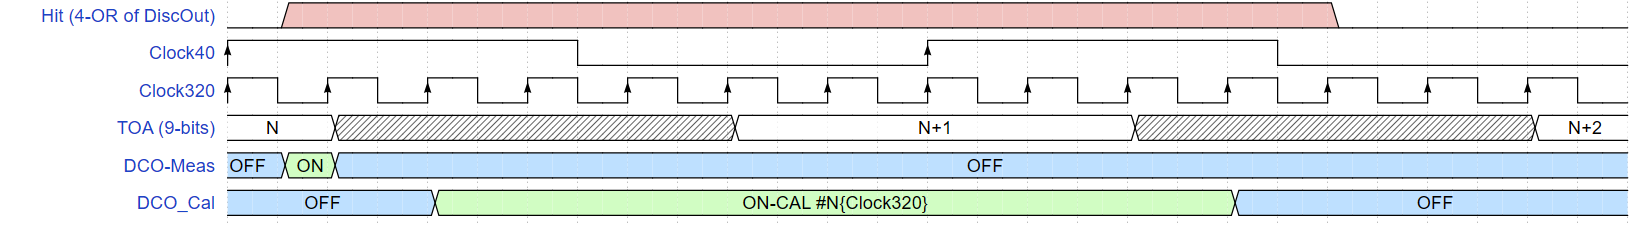 Hit (4-OR of DiscOut)
Clock40
Clock320
TOA (9-bits) N N+1 N+2
DCO-Meas OFF ON OFF
DCO_Cal OFF ON-CAL #N{Clock320} OFF